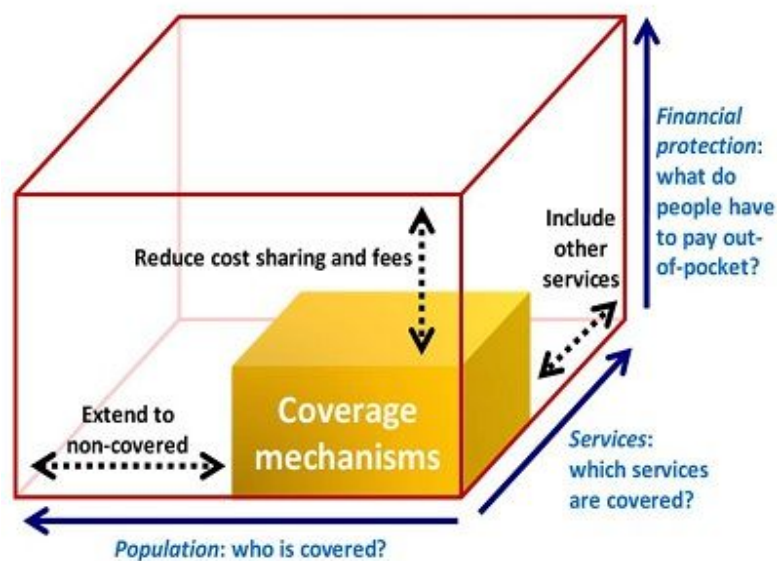 Financial
protection:
what do
people have
to pay out-
of-pocket?
Include
other
services
Reduce cost sharing and fees
Extend to
non-covered
Coverage
mechanisms
Services:
which services
are covered?
Population: who is covered?